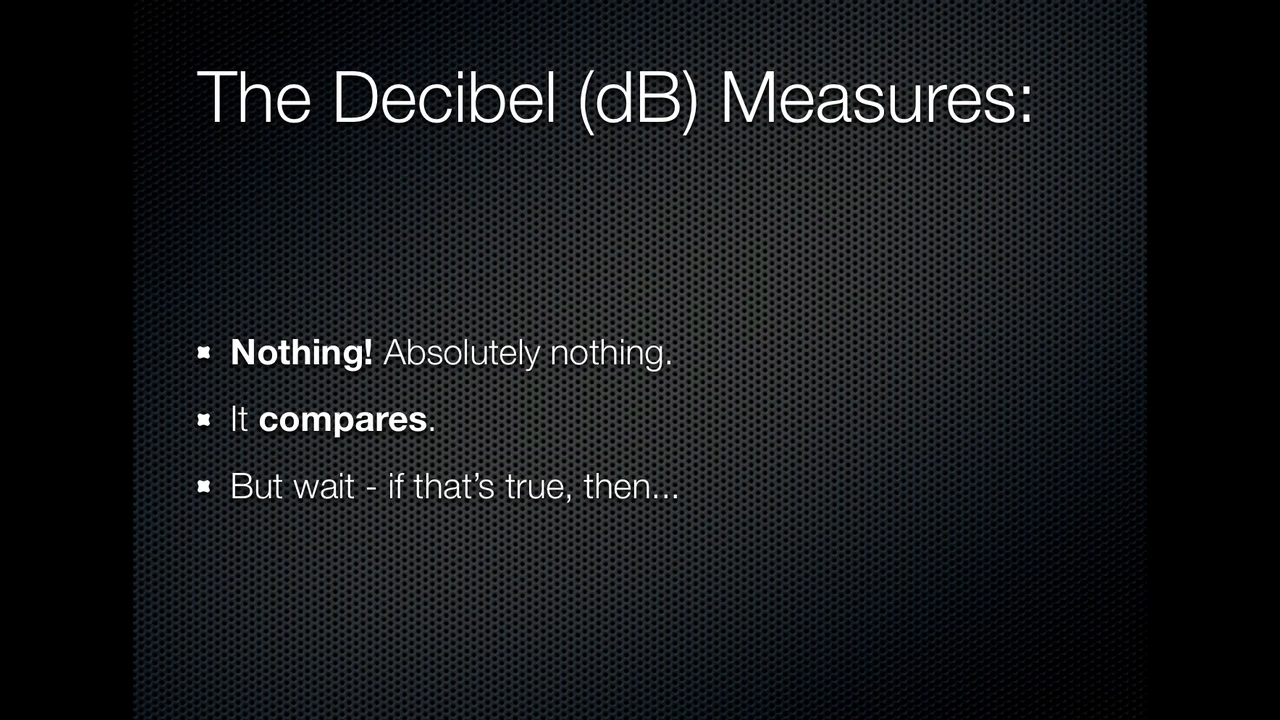 The Decibel (dB) Measures:
Nothing! Absolutely nothing.
It compares.
But wait - if that’s true, then...